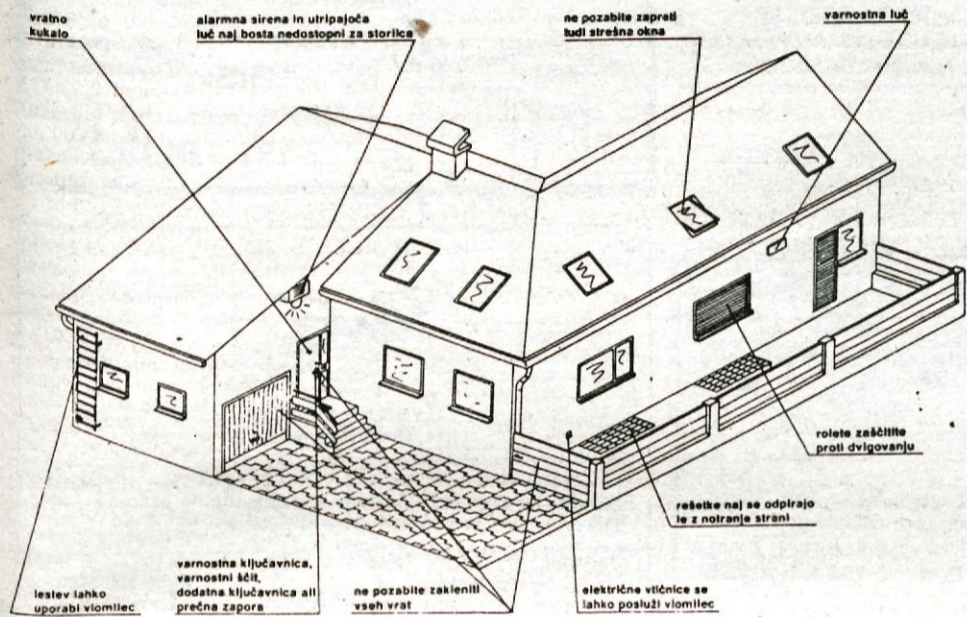 vratno
kukalo
alarmna sirena in utripajoča
luč naj bosta nedostopni za storilca
ne pozabite zapreti
tudi strešna okna
varnostna luč
rolete zaščitite
proti dvigovanju
rešetke naj se odpirajo
le z notranje strani
lestev lahko
uporabi vlomilec
varnostna ključavnica,
varnostni ščit,
dodatna ključavnica ali
prečna zapora
ne pozabite zakleniti
vseh vrat
električne vtičnice se
lahko posluži vlomilec